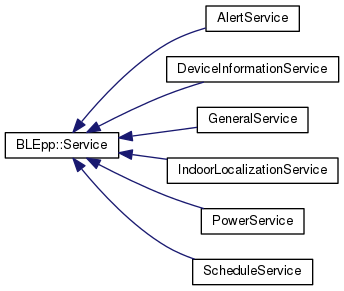 AlertService
DeviceInformationService
GeneralService
BLEpp::Service
IndoorLocalizationService
PowerService
ScheduleService